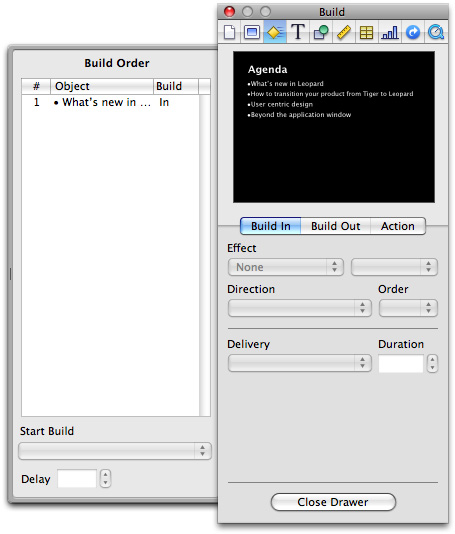 Build
Build Order
# Object Build
1 • What's new in ... In
T
Agenda
•What's new in Leopard
•How to transition your product from Tiger to Leopard
•User centric design
•Beyond the application window
Build In Build Out Action
Effect
None
Direction Order
Delivery Duration
Start Build
Delay
Close Drawer